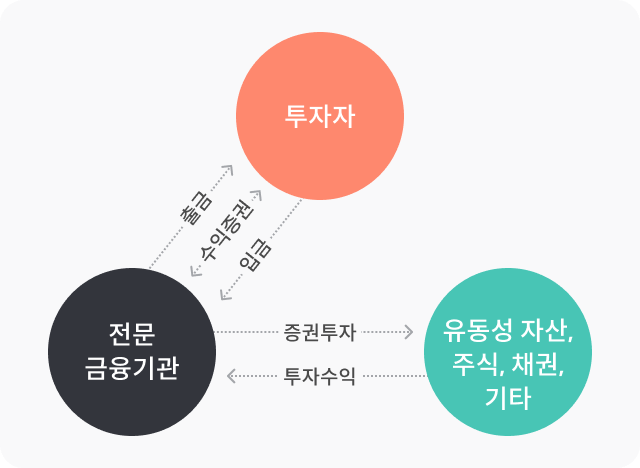 투자자
출금
수익증권
입금
전문
금융기관
증권투자
투자수익
유동성 자산,
주식, 채권,
기타